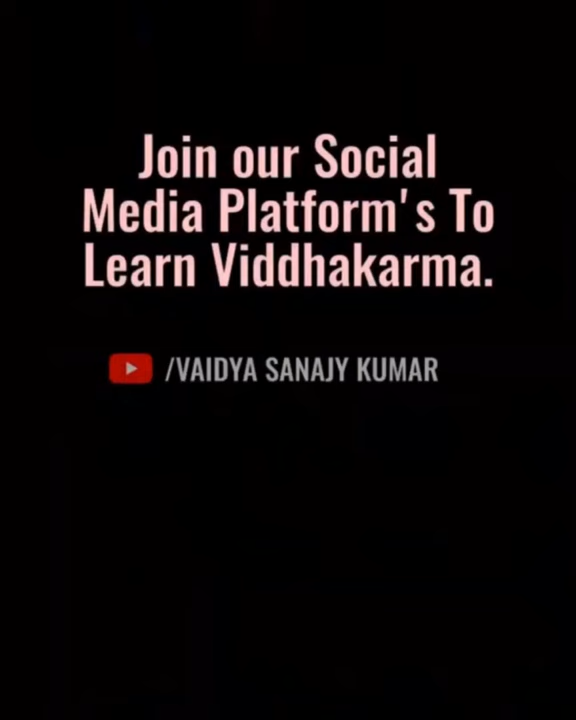 Join our Social
Media Platform's To
Learn Viddhakarma.
/VAIDYA SANAJY KUMAR